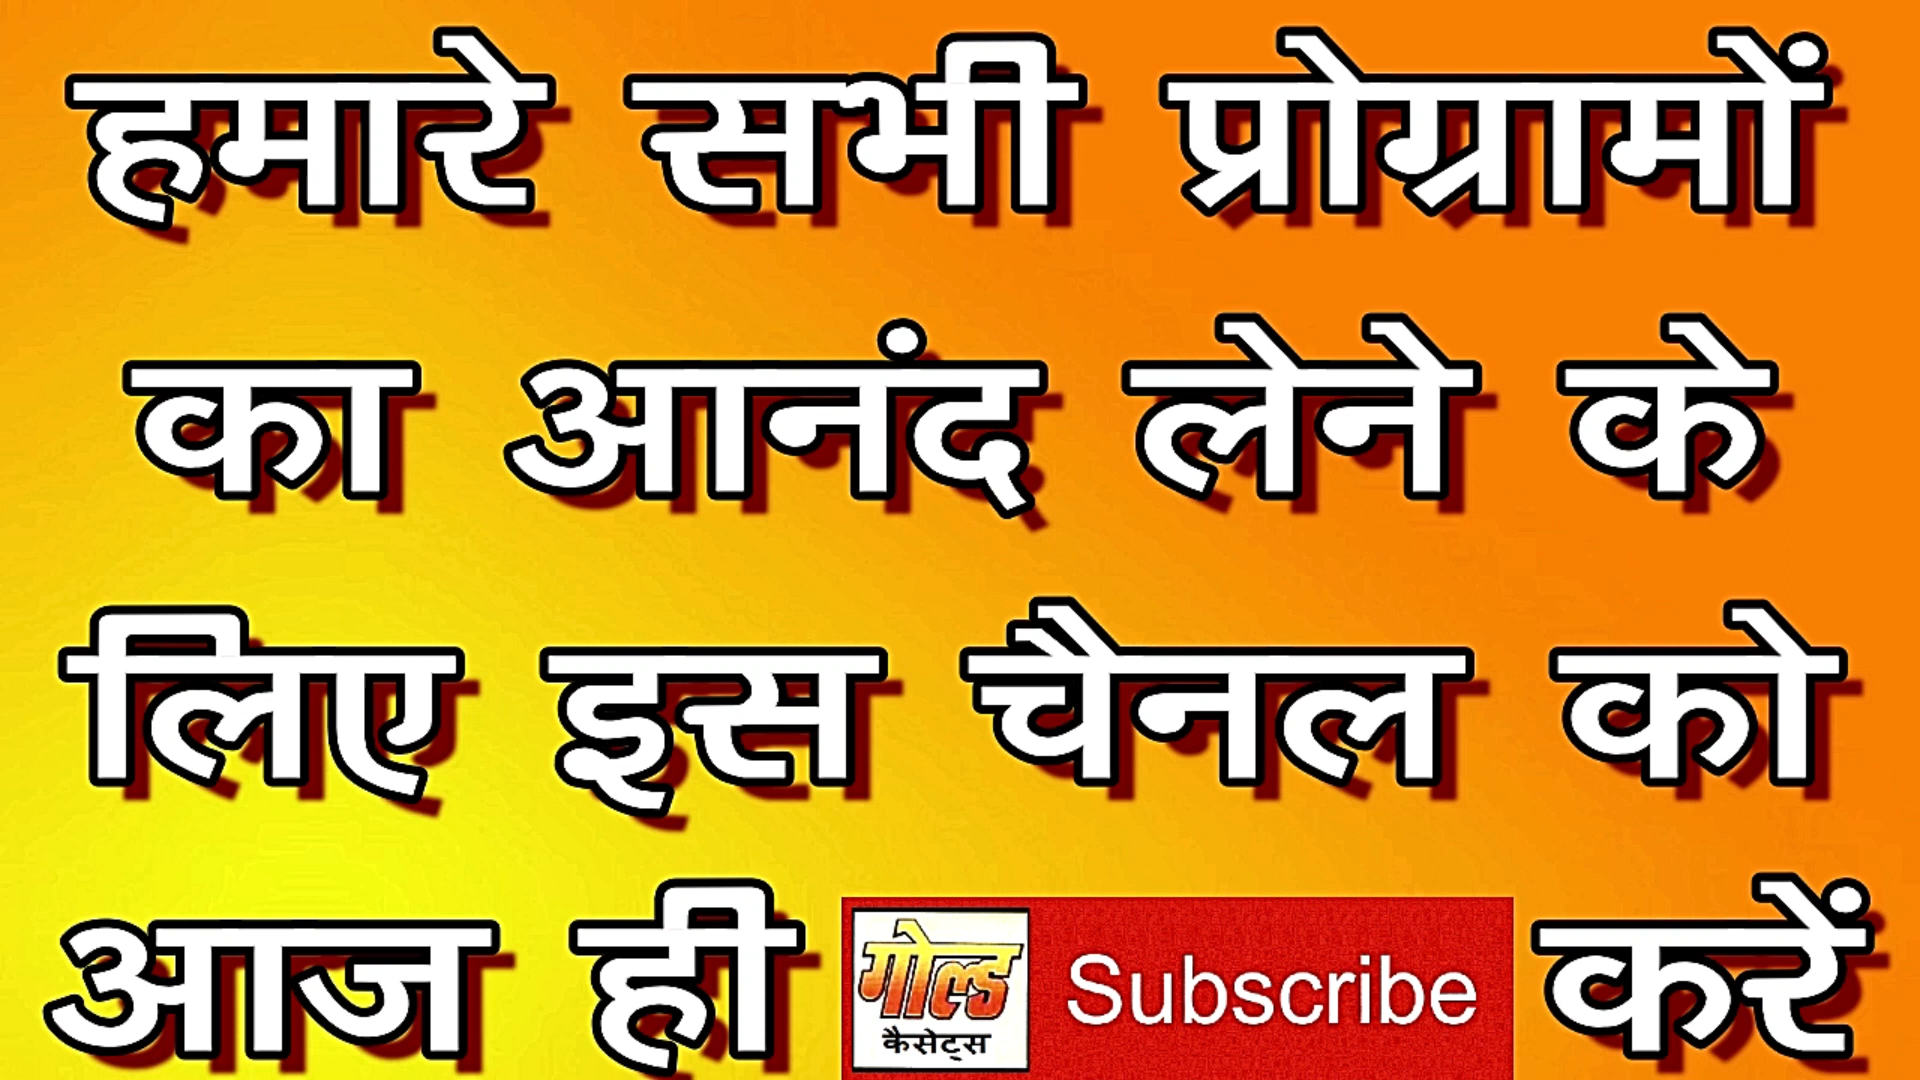 हमारे सभी प्रोग्रामों
का आनंद लेने के
लिए इस चैनल को
आज ही गोल्ड कैसेट्स Subscribe करें